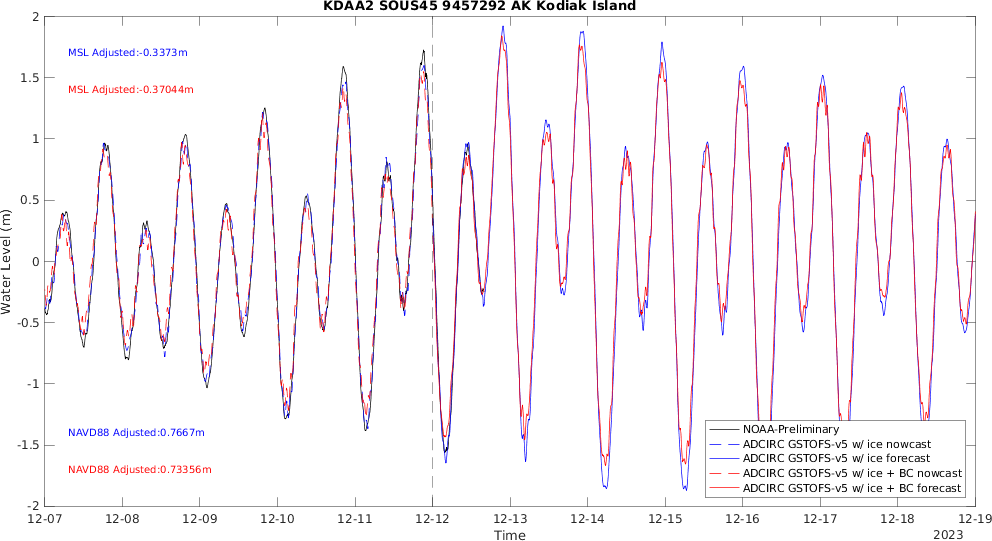 KDAA2 SOUS45 9457292 AK Kodiak Island
Water Level (m)
2
1.5
1
0.5
0
-0.5
-1
-1.5
-2
MSL Adjusted:-0.3373m
MSL Adjusted:-0.37044m
NAVD88 Adjusted:0.7667m
NAVD88 Adjusted:0.73356m
NOAA-Preliminary
ADCIRC GSTOFS-v5 w/ ice nowcast
ADCIRC GSTOFS-v5 w/ ice forecast
ADCIRC GSTOFS-v5 w/ ice + BC nowcast
ADCIRC GSTOFS-v5 w/ ice + BC forecast
12-07 12-08 12-09 12-10 12-11 12-12 12-13 12-14 12-15 12-16 12-17 12-18 12-19
Time
2023